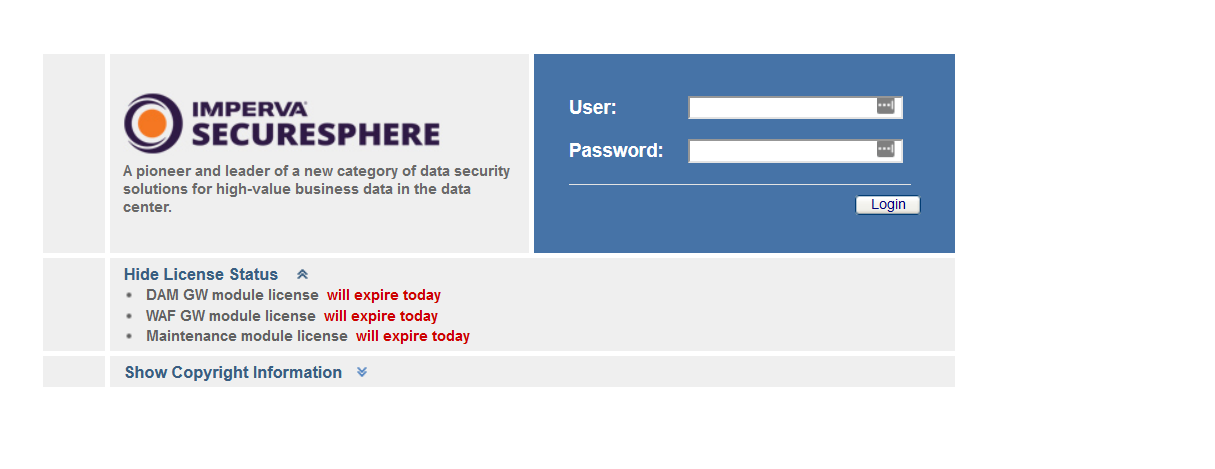 IMPERVA
SECURESPHERE
A pioneer and leader of a new category of data security
solutions for high-value business data in the data
center.
User:
Password:
Login
Hide License Status
DAM GW module license will expire today
WAF GW module license will expire today
Maintenance module license will expire today
Show Copyright Information